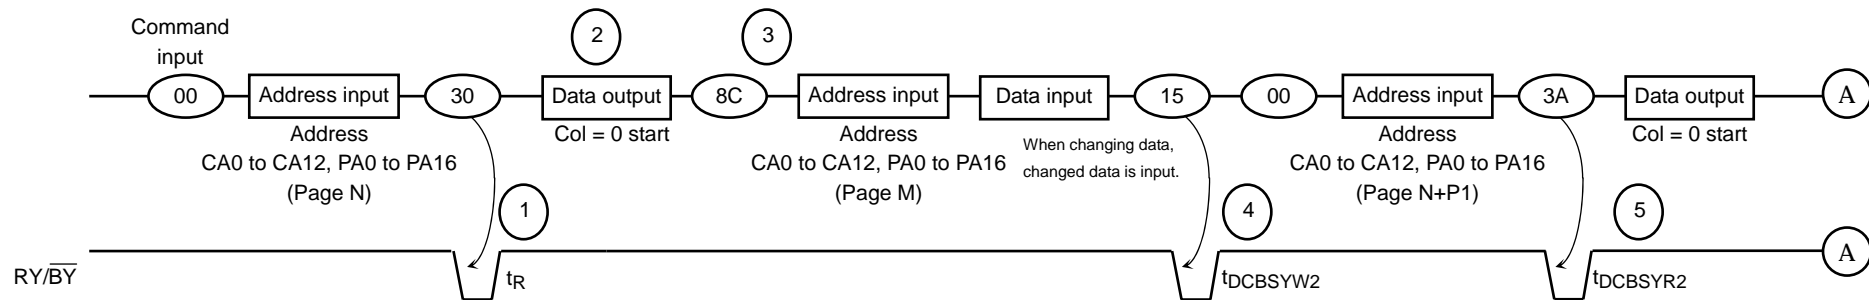 Command
input
2
3
00
Address input
30
Data output
8C
Address input
Data input
15
00
Address input
3A
Data output
A
Address
CA0 to CA12, PA0 to PA16
(Page N)
Col = 0 start
Address
CA0 to CA12, PA0 to PA16
(Page M)
When changing data,
changed data is input.
Address
CA0 to CA12, PA0 to PA16
(Page N+P1)
Col = 0 start
1
4
5
RY/BY
tR
tDCBSYW2
tDCBSYR2
A